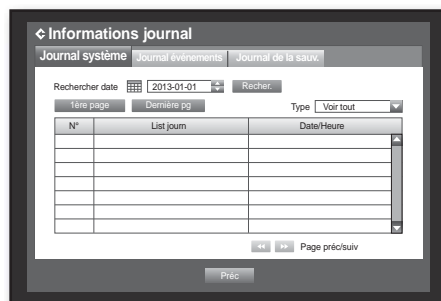 Informations journal
Journal système Journal événements Journal de la sauv.
Rechercher date 2013-01-01 Recher.
1ère page Dernière pg Type Voir tout
N° List journ Date/Heure
Page préc/suiv
Préc